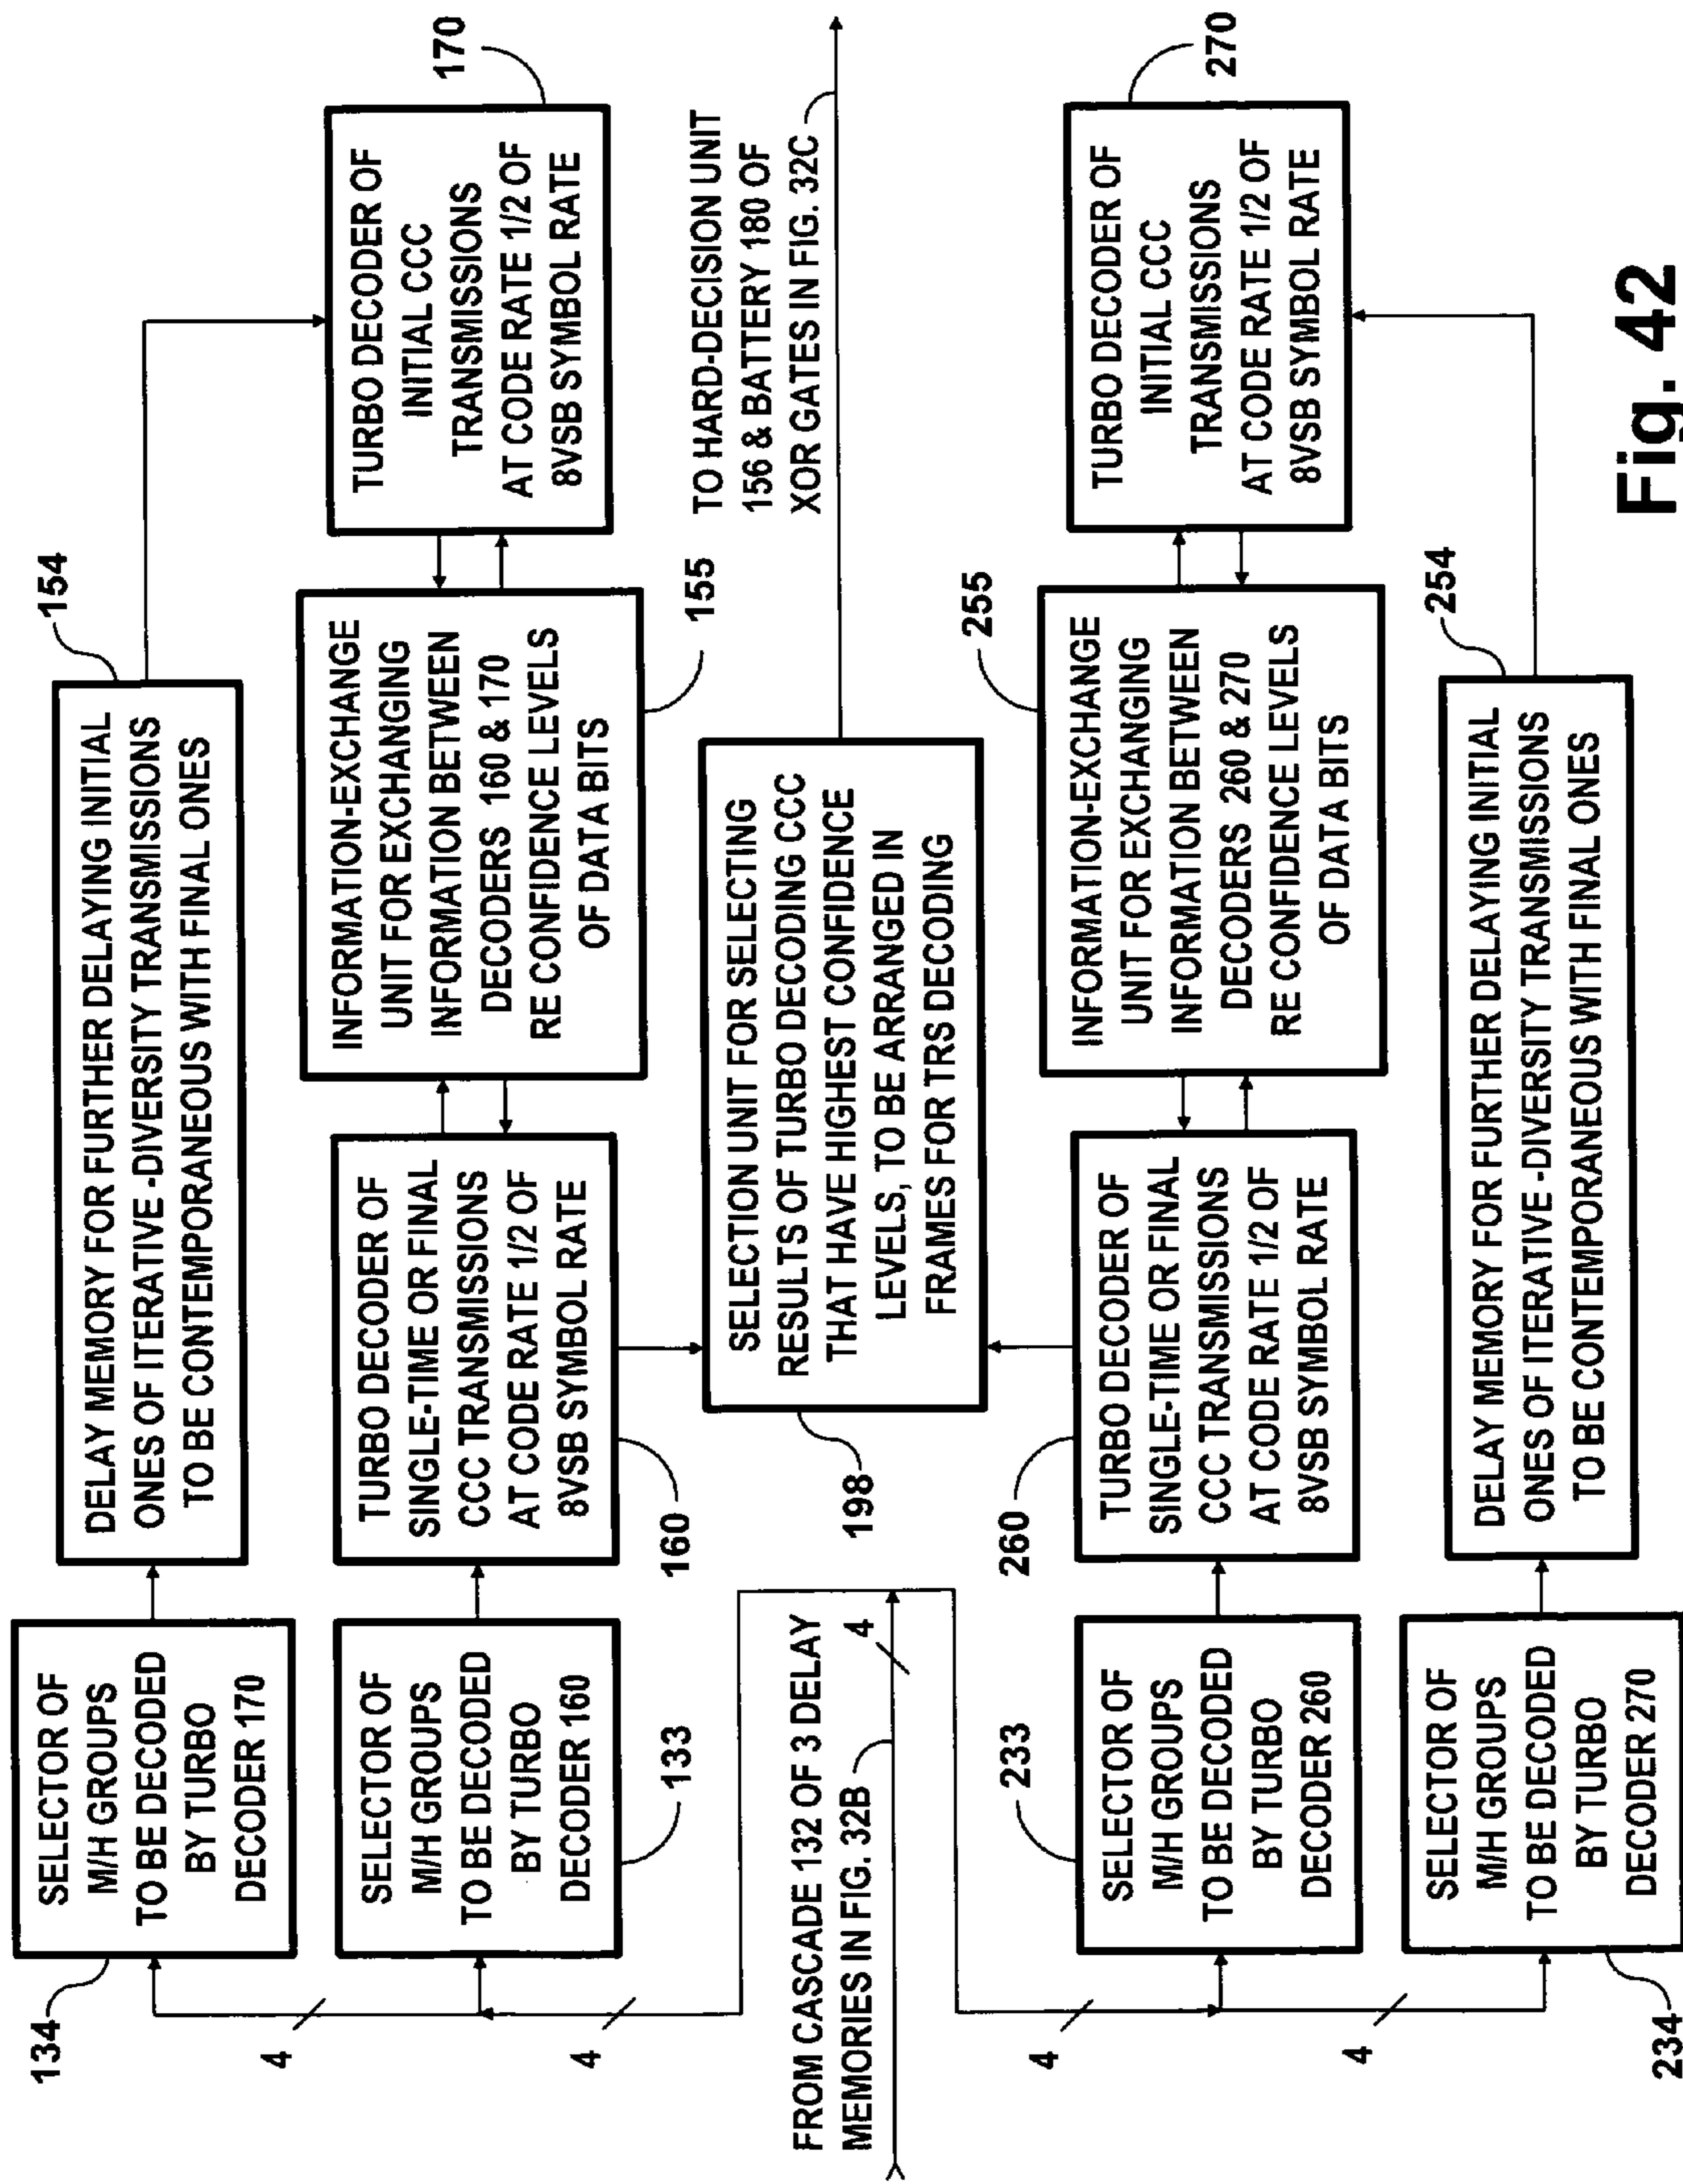 134
SELECTOR OF
M/H GROUPS
TO BE DECODED
BY TURBO
DECODER 170
154
DELAY MEMORY FOR FURTHER DELAYING INITIAL
ONES OF ITERATIVE -DIVERSITY TRANSMISSIONS
TO BE CONTEMPORANEOUS WITH FINAL ONES
4
4
SELECTOR OF
M/H GROUPS
TO BE DECODED
BY TURBO
DECODER 160
133
TURBO DECODER OF
SINGLE-TIME OR FINAL
CCC TRANSMISSIONS
AT CODE RATE 1/2 OF
8VSB SYMBOL RATE
160
INFORMATION-EXCHANGE
UNIT FOR EXCHANGING
INFORMATION BETWEEN
DECODERS 160 & 170
RE CONFIDENCE LEVELS
OF DATA BITS
155
TURBO DECODER OF
INITIAL CCC
TRANSMISSIONS
AT CODE RATE 1/2 OF
8VSB SYMBOL RATE
170
FROM CASCADE 132 OF 3 DELAY
MEMORIES IN FIG. 32B
4
SELECTION UNIT FOR SELECTING
RESULTS OF TURBO DECODING CCC
THAT HAVE HIGHEST CONFIDENCE
LEVELS, TO BE ARRANGED IN
FRAMES FOR TRS DECODING
198
TO HARD-DECISION UNIT
156 & BATTERY 180 OF
XOR GATES IN FIG. 32C
4
4
233
SELECTOR OF
M/H GROUPS
TO BE DECODED
BY TURBO
DECODER 260
260
TURBO DECODER OF
SINGLE-TIME OR FINAL
CCC TRANSMISSIONS
AT CODE RATE 1/2 OF
8VSB SYMBOL RATE
255
INFORMATION-EXCHANGE
UNIT FOR EXCHANGING
INFORMATION BETWEEN
DECODERS 260 & 270
RE CONFIDENCE LEVELS
OF DATA BITS
270
TURBO DECODER OF
INITIAL CCC
TRANSMISSIONS
AT CODE RATE 1/2 OF
8VSB SYMBOL RATE
234
SELECTOR OF
M/H GROUPS
TO BE DECODED
BY TURBO
DECODER 270
254
DELAY MEMORY FOR FURTHER DELAYING INITIAL
ONES OF ITERATIVE -DIVERSITY TRANSMISSIONS
TO BE CONTEMPORANEOUS WITH FINAL ONES
Fig. 42